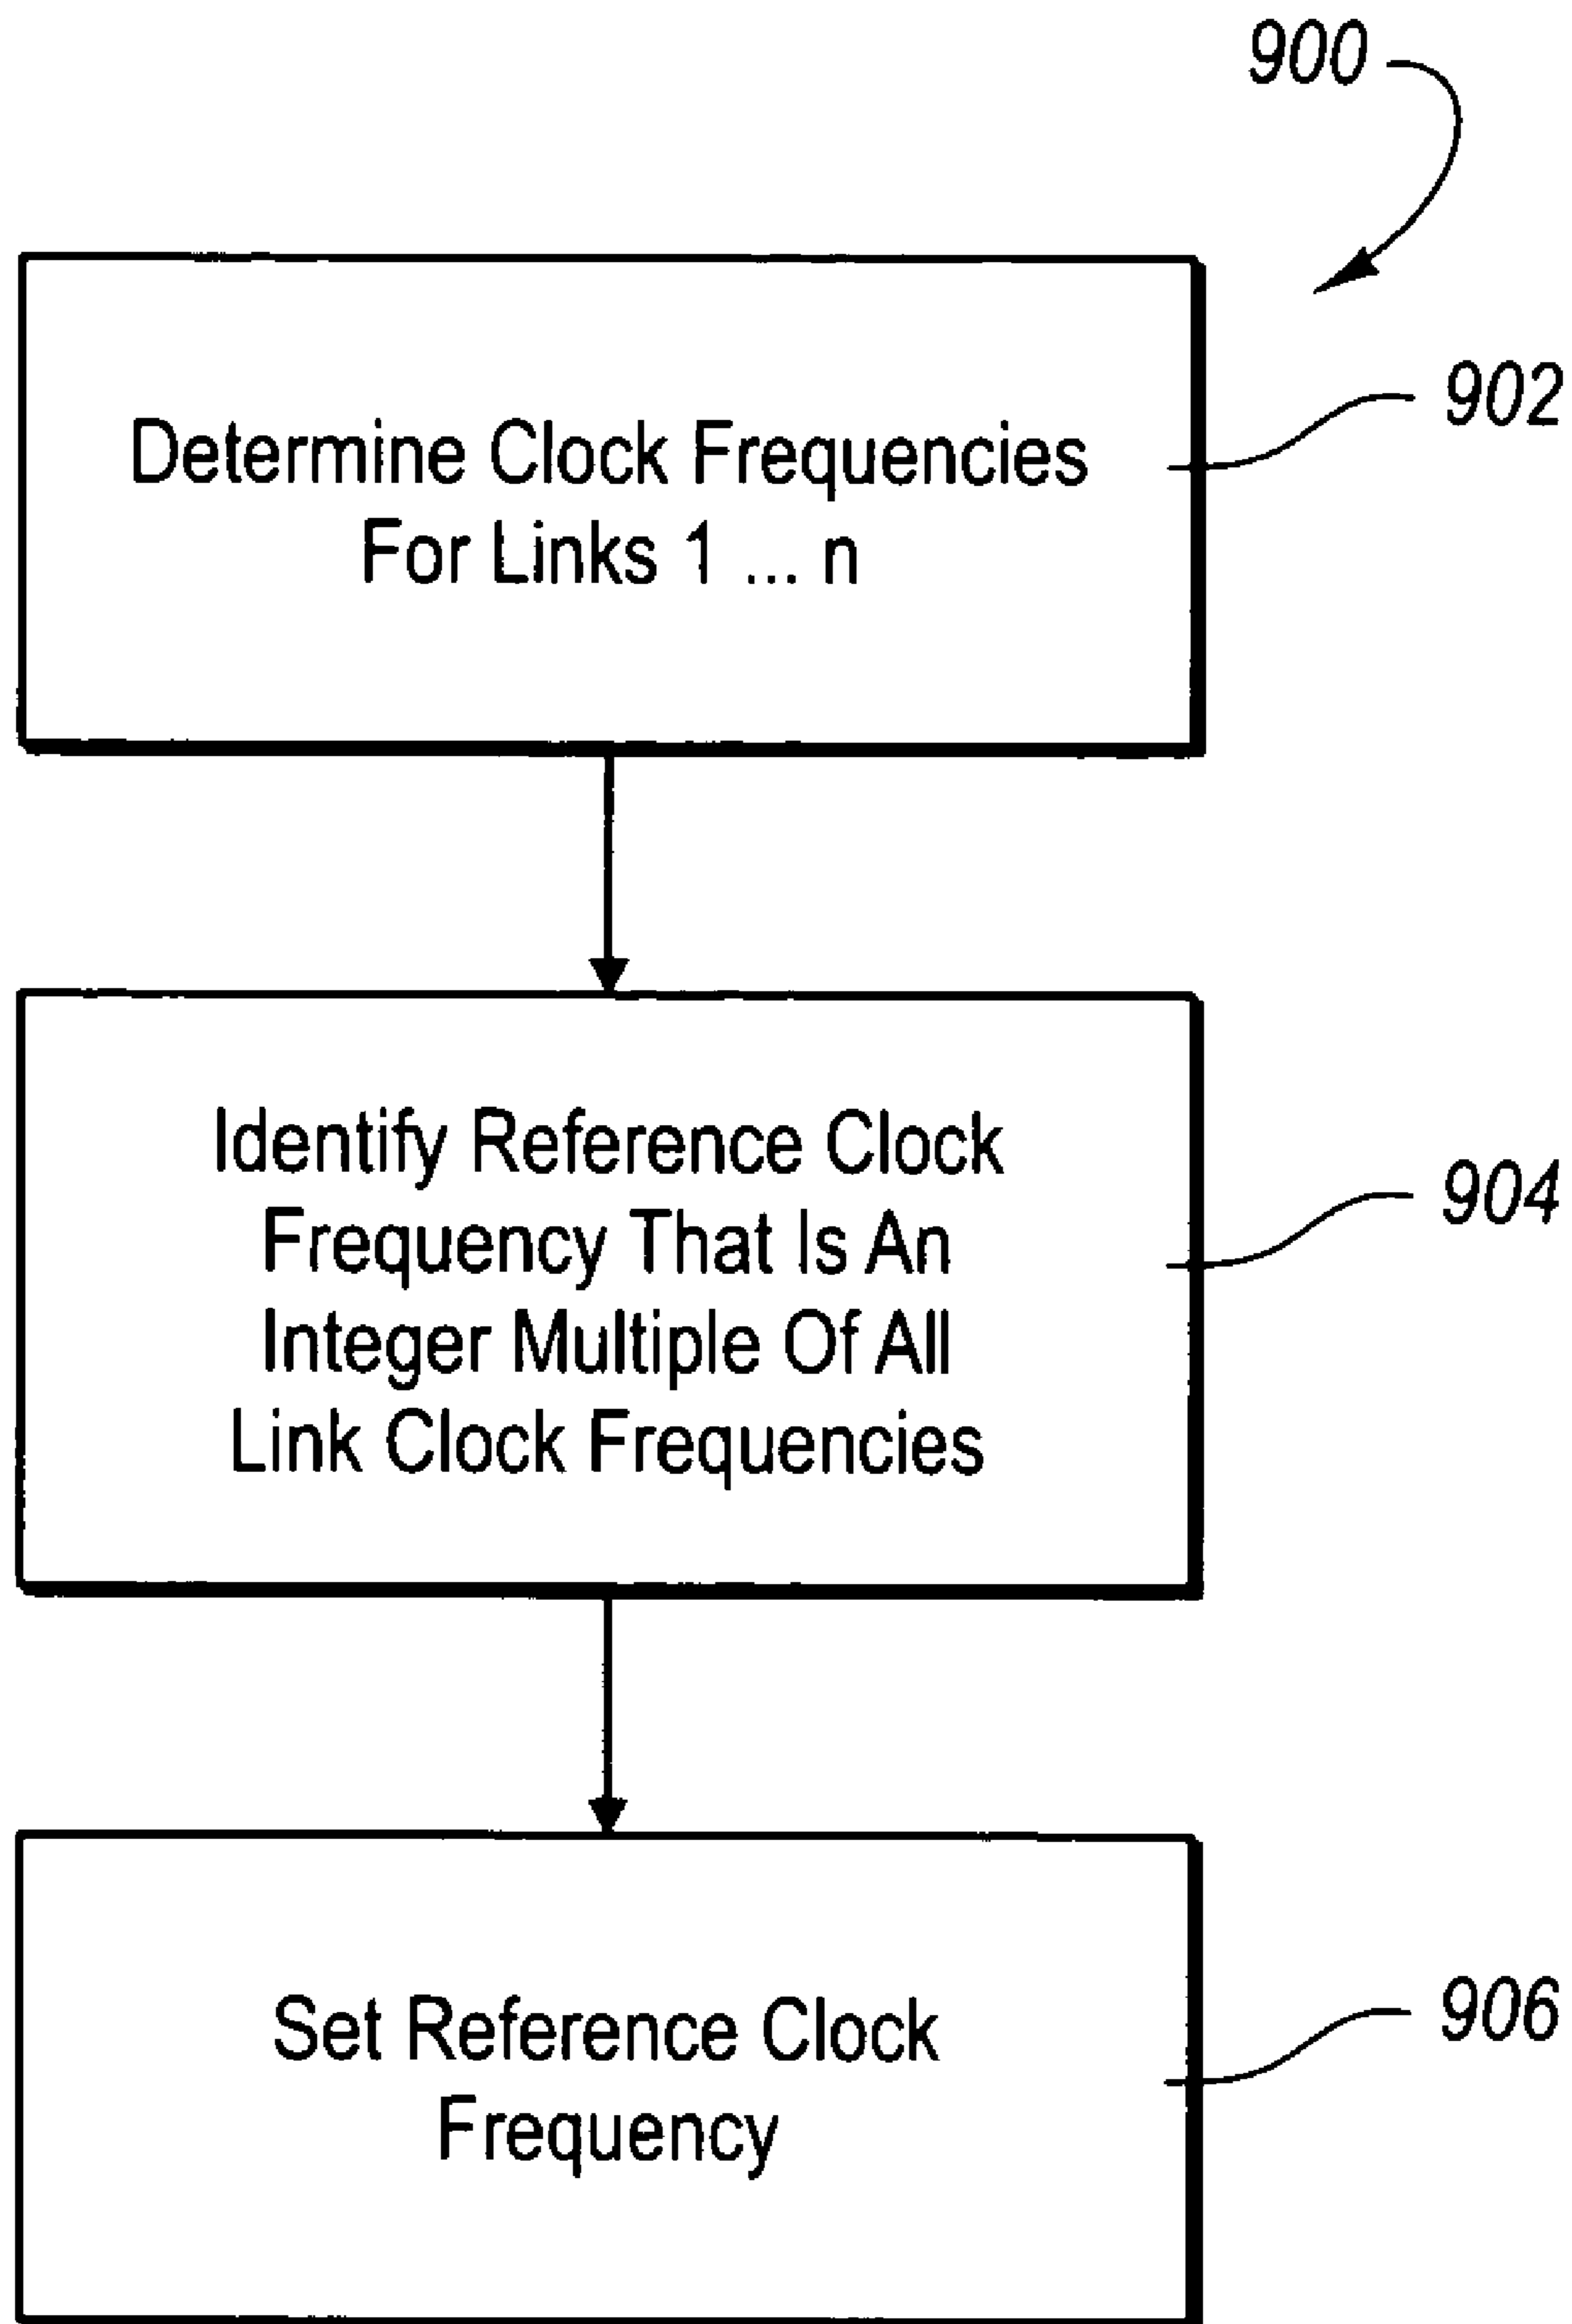 900
Determine Clock Frequencies
For Links 1 ... n
902
Identify Reference Clock
Frequency That Is An
Integer Multiple Of All
Link Clock Frequencies
904
Set Reference Clock
Frequency
906